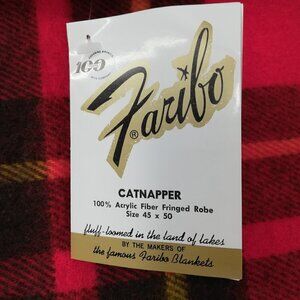 100
Faribo
®
CATNAPPER
100% Acrylic Fiber Fringed Robe
Size 45 x 50
fluff-loomed in the land of lakes
BY THE MAKERS OF
the famous Faribo Blankets